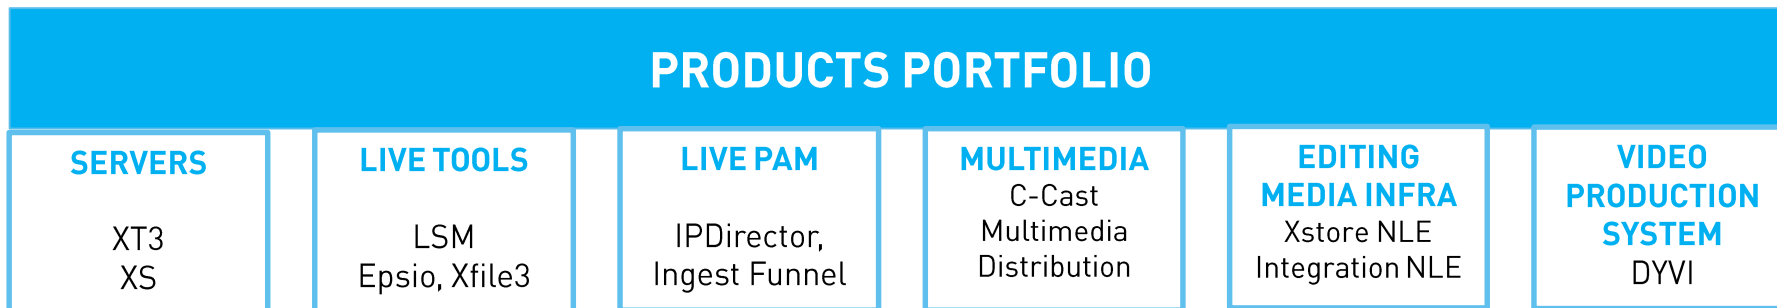 PRODUCTS PORTFOLIO
SERVERS
XT3
XS
LIVE TOOLS
LSM
Epsio, Xfile3
LIVE PAM
IPDirector,
Ingest Funnel
MULTIMEDIA
C-Cast
Multimedia
Distribution
EDITING
MEDIA INFRA
Xstore NLE
Integration NLE
VIDEO
PRODUCTION
SYSTEM
DYVI